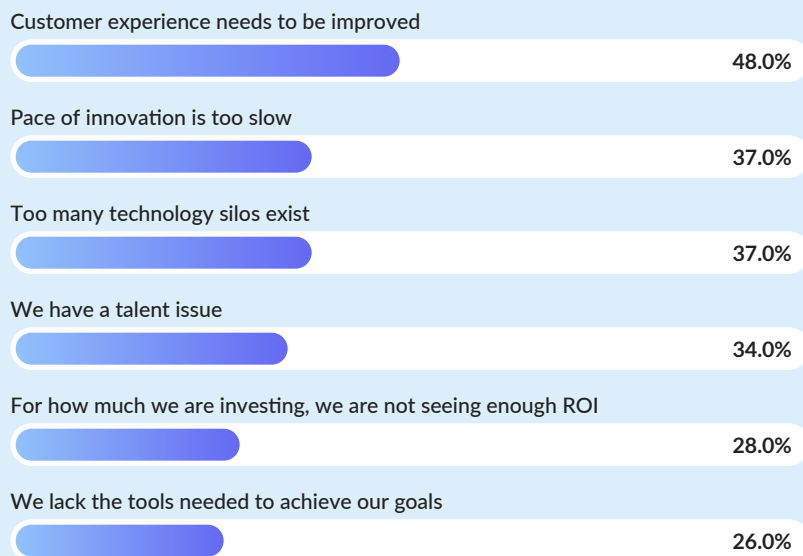 Customer experience needs to be improved
48.0%
Pace of innovation is too slow
37.0%
Too many technology silos exist
37.0%
We have a talent issue
34.0%
For how much we are investing, we are not seeing enough ROI
28.0%
We lack the tools needed to achieve our goals
26.0%